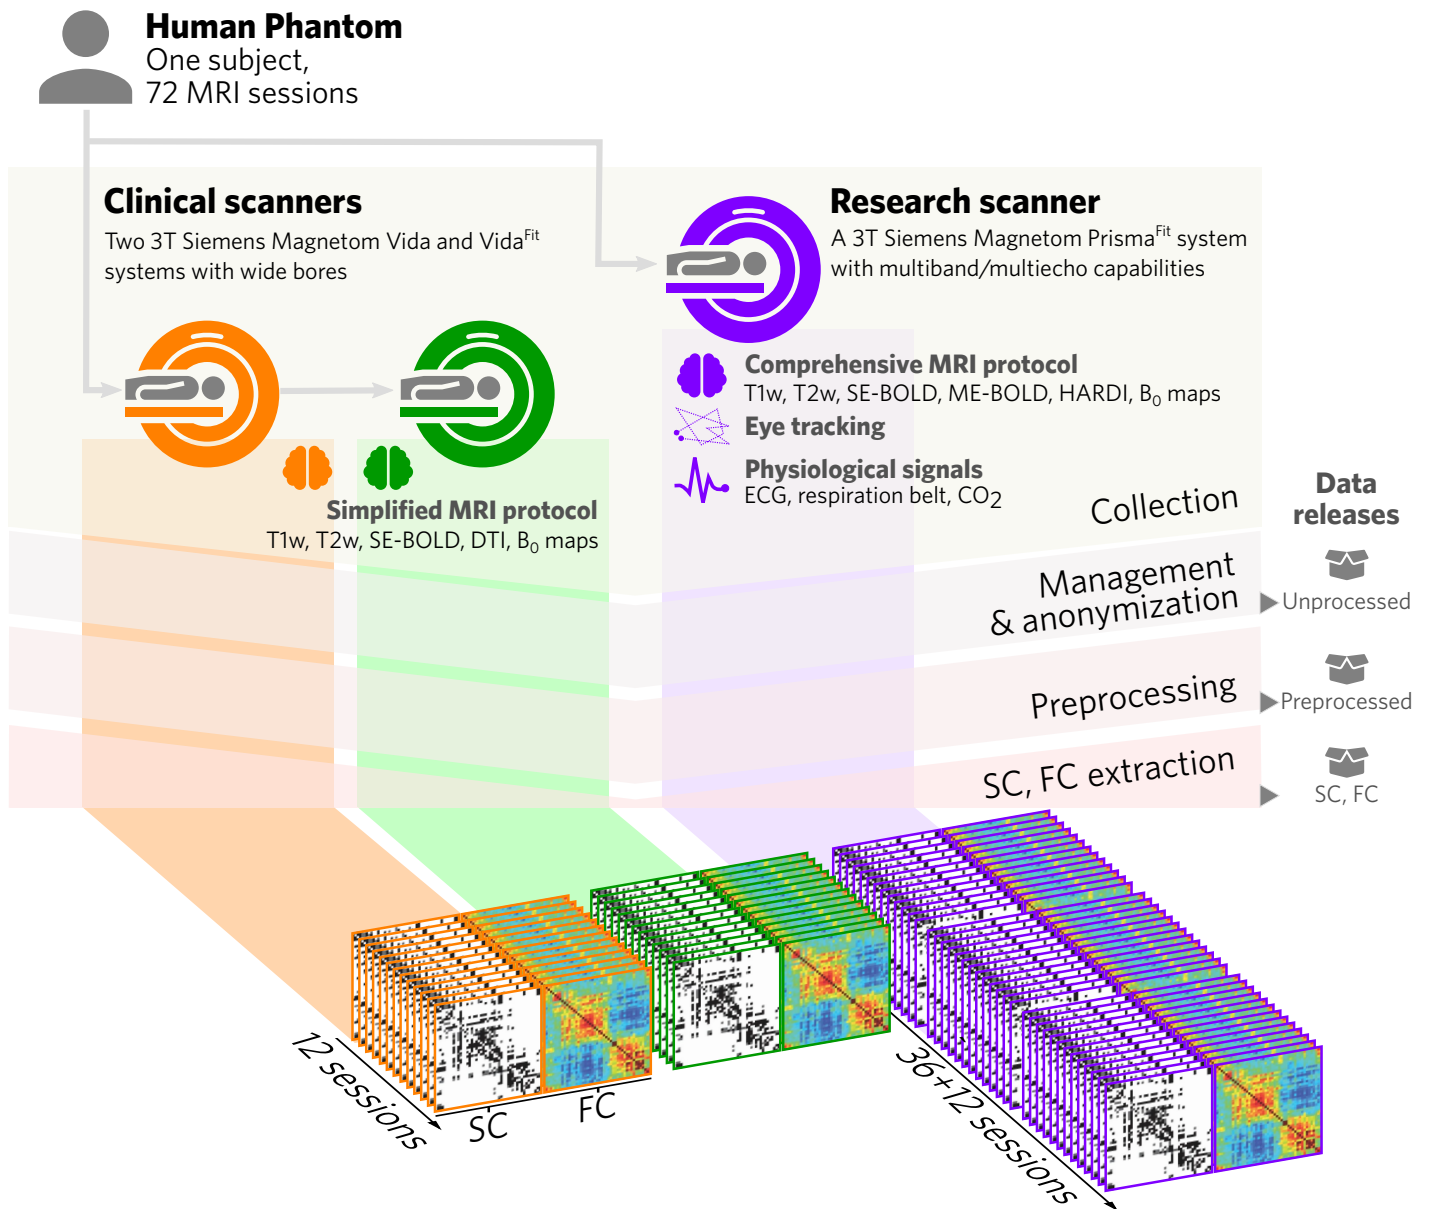 Human Phantom
One subject,
72 MRI sessions
Clinical scanners
Two 3T Siemens Magnetom Vida and VidaFit
systems with wide bores
Research scanner
A 3T Siemens Magnetom PrismaFit system
with multiband/multiecho capabilities
Comprehensive MRI protocol
T1w, T2w, SE-BOLD, ME-BOLD, HARDI, B0 maps
Eye tracking
Physiological signals
ECG, respiration belt, CO2
Simplified MRI protocol
T1w, T2w, SE-BOLD, DTI, B0 maps
Collection
Data
releases
Management
& anonymization
Unprocessed
Preprocessing
Preprocessed
SC, FC extraction
SC, FC
12 sessions
SC
FC
36+12 sessions